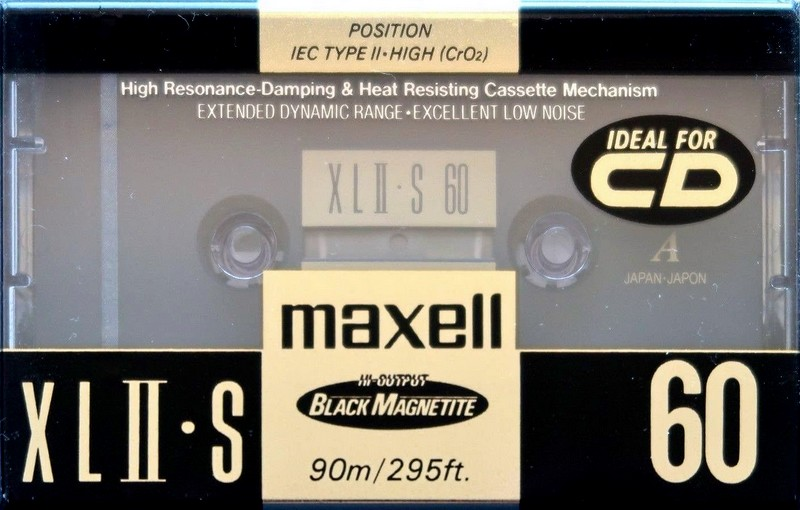 POSITION
IEC TYPE II•HIGH (CrO₂)
High Resonance-Damping & Heat Resisting Cassette Mechanism
EXTENDED DYNAMIC RANGE•EXCELLENT LOW NOISE
IDEAL FOR
CD
XLII•S 60
A
JAPAN•JAPON
maxell
HI-OUTPUT
BLACK MAGNETITE
XLII•S
60
90m/295ft.